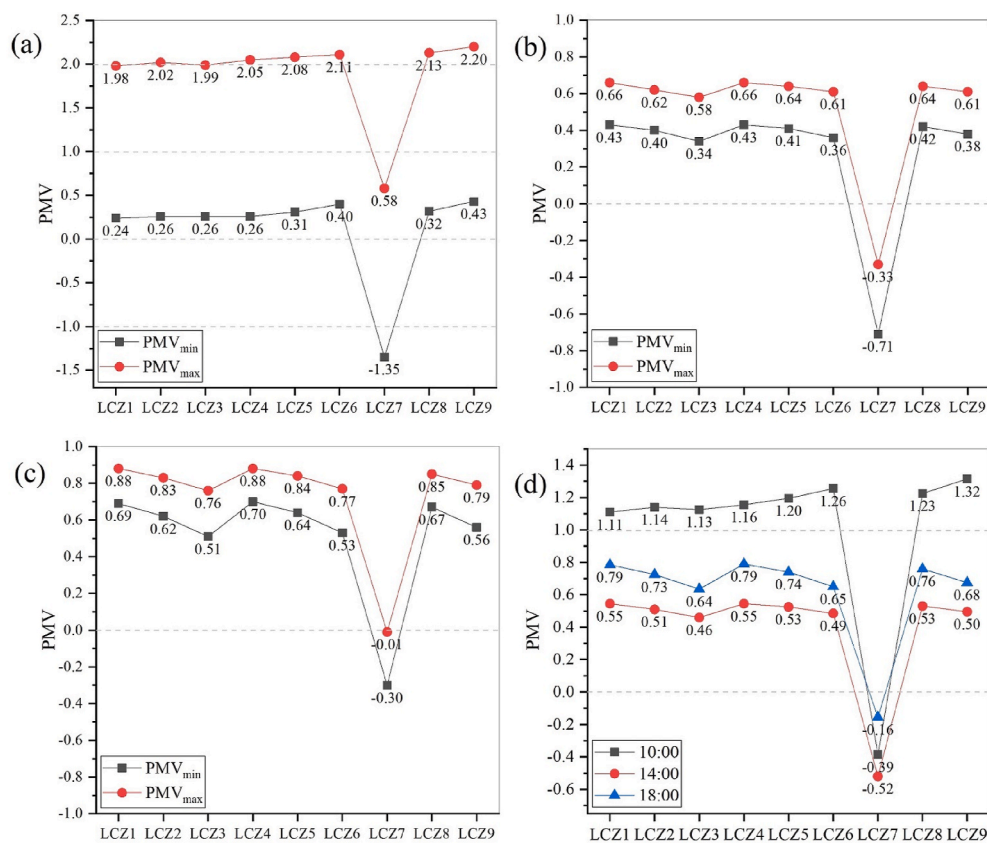 (a)
PMV
2.5
2.0
1.5
1.0
0.5
0.0
-0.5
-1.0
-1.5
1.98 2.02 1.99 2.05 2.08 2.11 0.58 2.13 2.20
0.24 0.26 0.26 0.26 0.31 0.40 -1.35 0.32 0.43
PMVmin
PMVmax
LCZ1 LCZ2 LCZ3 LCZ4 LCZ5 LCZ6 LCZ7 LCZ8 LCZ9
(b)
PMV
1.0
0.8
0.6
0.4
0.2
0.0
-0.2
-0.4
-0.6
-0.8
-1.0
0.66 0.62 0.58 0.66 0.64 0.61 -0.33 0.64 0.61
0.43 0.40 0.34 0.43 0.41 0.36 -0.71 0.42 0.38
PMVmin
PMVmax
LCZ1 LCZ2 LCZ3 LCZ4 LCZ5 LCZ6 LCZ7 LCZ8 LCZ9
(c)
PMV
1.0
0.8
0.6
0.4
0.2
0.0
-0.2
-0.4
-0.6
-0.8
1.0
0.88 0.83 0.76 0.88 0.84 0.77 -0.01 0.85 0.79
0.69 0.62 0.51 0.70 0.64 0.53 -0.30 0.67 0.56
PMVmin
PMVmax
LCZ1 LCZ2 LCZ3 LCZ4 LCZ5 LCZ6 LCZ7 LCZ8 LCZ9
(d)
PMV
1.4
1.2
1.0
0.8
0.6
0.4
0.2
0.0
-0.2
-0.4
-0.6
1.11 1.14 1.13 1.16 1.20 1.26 -0.39 1.23 1.32
0.79 0.73 0.64 0.79 0.74 0.65 -0.16 0.76 0.68
0.55 0.51 0.46 0.55 0.53 0.49 -0.52 0.53 0.50
10:00
14:00
18:00
LCZ1 LCZ2 LCZ3 LCZ4 LCZ5 LCZ6 LCZ7 LCZ8 LCZ9